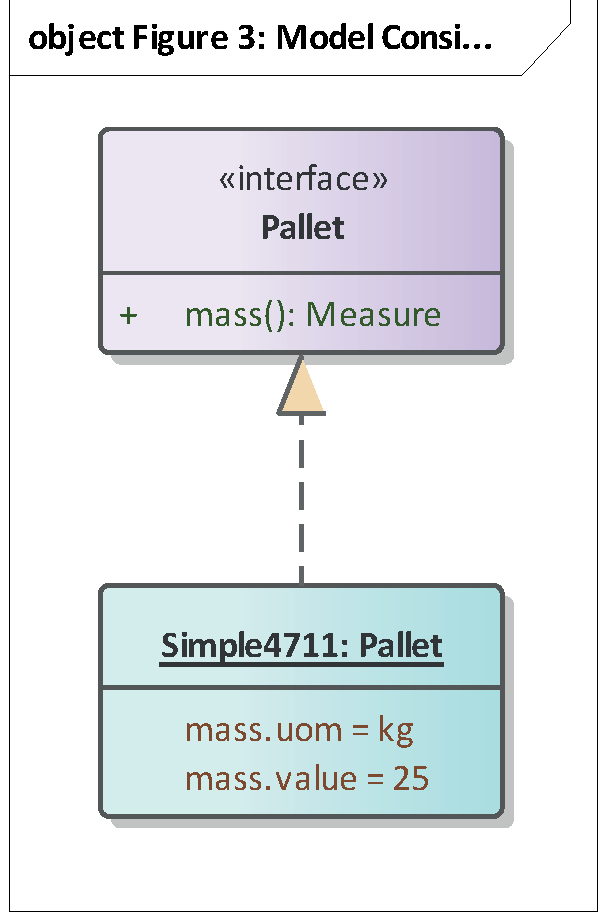 object Figure 3: Model Consi...
«interface»
Pallet
+ mass(): Measure
Simple4711: Pallet
mass.uom = kg
mass.value = 25